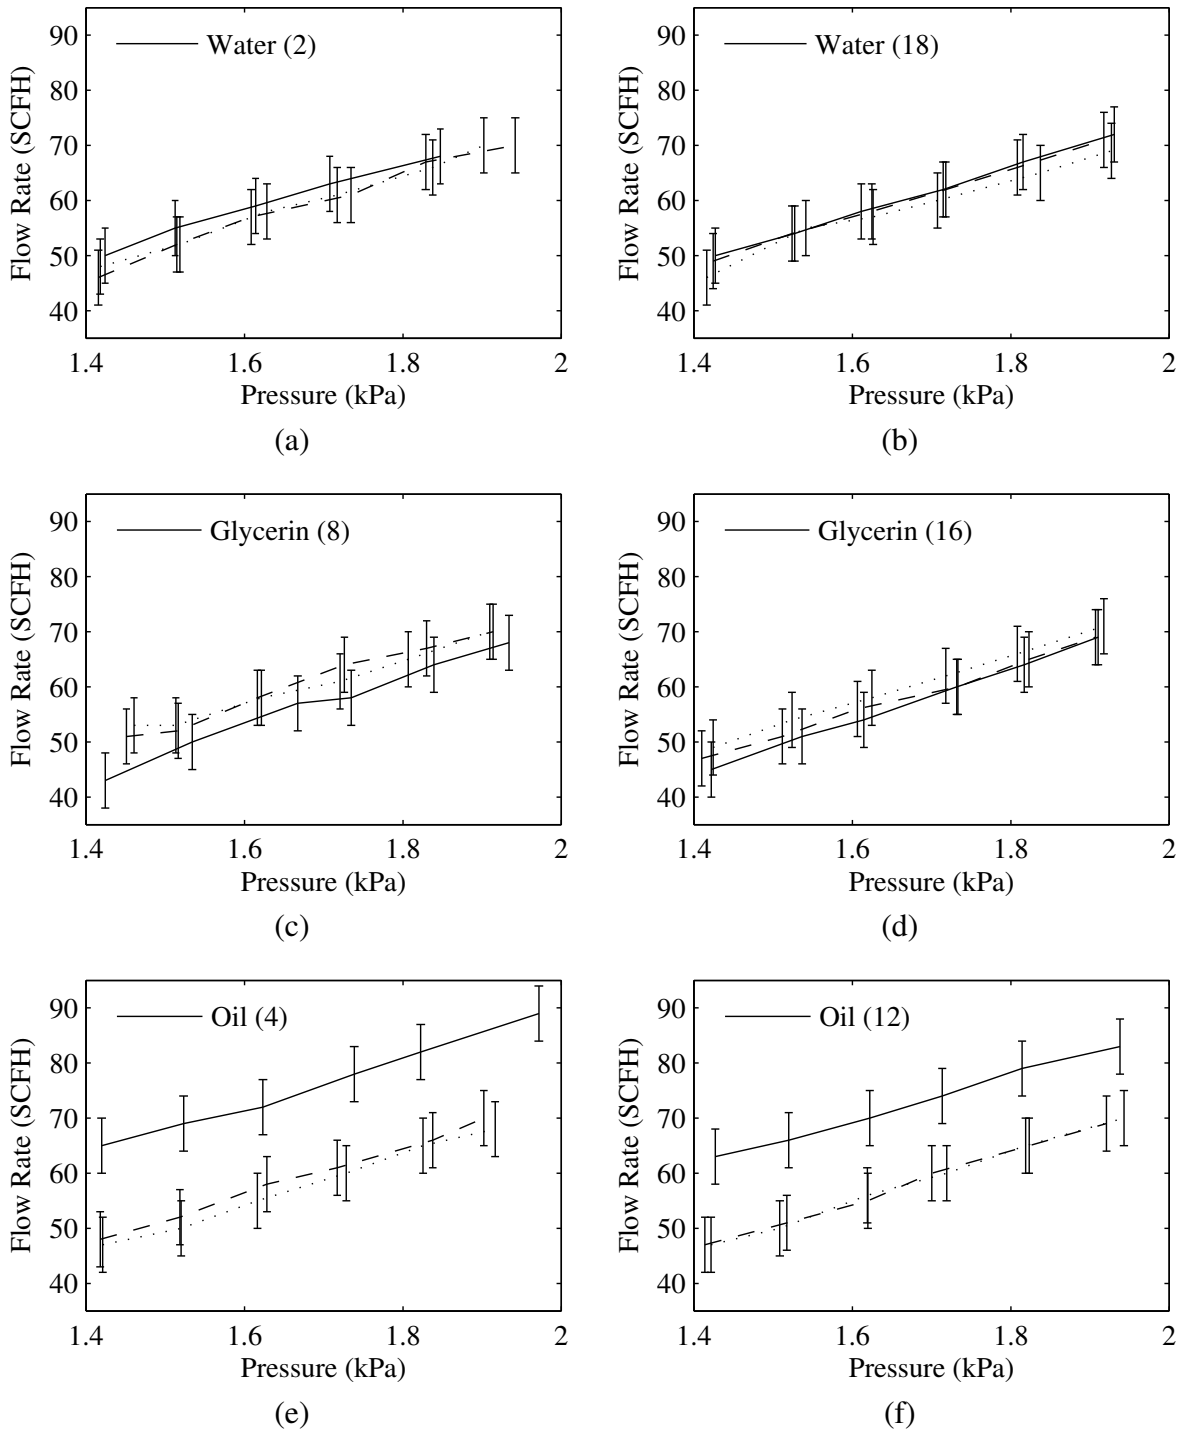 90
80
70
60
50
40
Flow Rate (SCFH)
Water (2)
1.4 1.6 1.8 2
Pressure (kPa)
(a)
90
80
70
60
50
40
Flow Rate (SCFH)
Water (18)
1.4 1.6 1.8 2
Pressure (kPa)
(b)
90
80
70
60
50
40
Flow Rate (SCFH)
Glycerin (8)
1.4 1.6 1.8 2
Pressure (kPa)
(c)
90
80
70
60
50
40
Flow Rate (SCFH)
Glycerin (16)
1.4 1.6 1.8 2
Pressure (kPa)
(d)
90
80
70
60
50
40
Flow Rate (SCFH)
Oil (4)
1.4 1.6 1.8 2
Pressure (kPa)
(e)
90
80
70
60
50
40
Flow Rate (SCFH)
Oil (12)
1.4 1.6 1.8 2
Pressure (kPa)
(f)